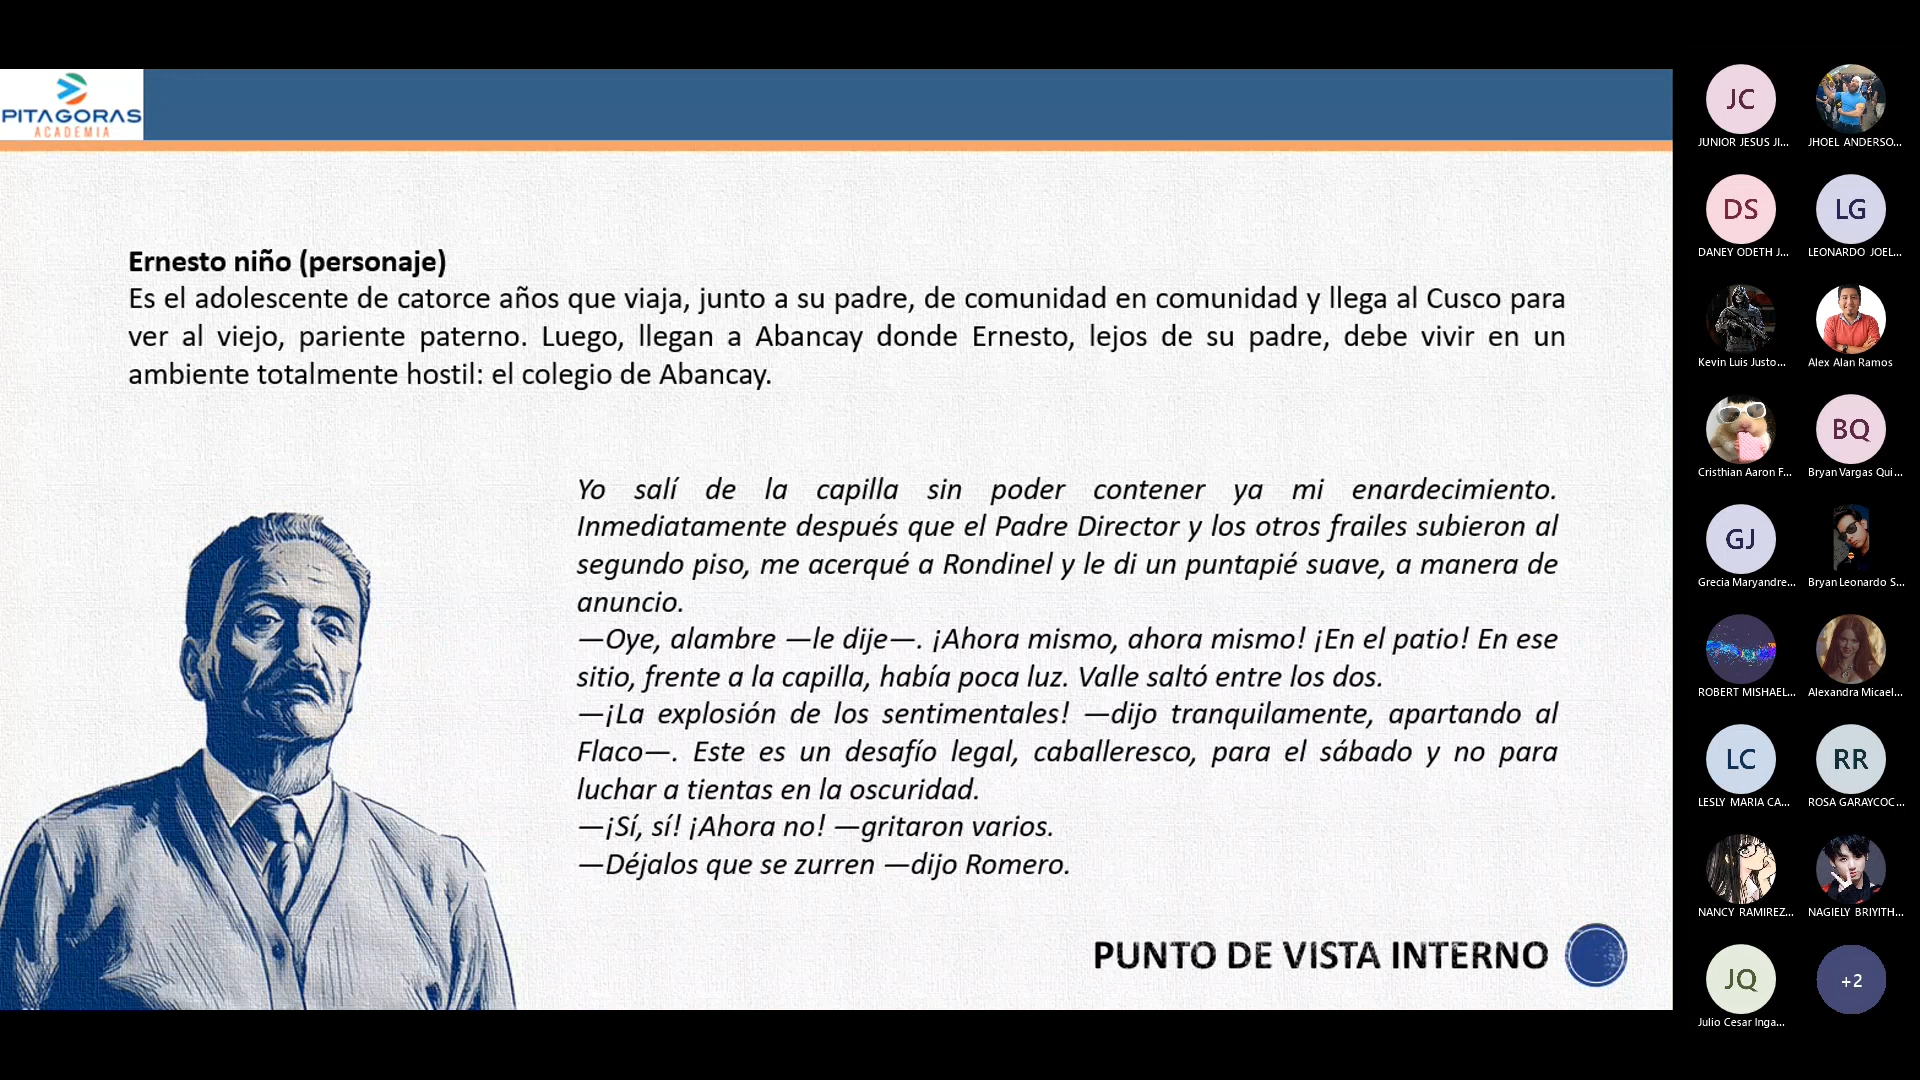 PITAGORAS
ACADEMIA
Ernesto niño (personaje)
Es el adolescente de catorce años que viaja, junto a su padre, de comunidad en comunidad y llega al Cusco para
ver al viejo, pariente paterno. Luego, llegan a Abancay donde Ernesto, lejos de su padre, debe vivir en un
ambiente totalmente hostil: el colegio de Abancay.
Yo salí de la capilla sin poder contener ya mi enardecimiento.
Inmediatamente después que el Padre Director y los otros frailes subieron al
segundo piso, me acerqué a Rondinel y le di un puntapié suave, a manera de
anuncio.
—Oye, alambre —le dije—. ¡Ahora mismo, ahora mismo! ¡En el patio! En ese
sitio, frente a la capilla, había poca luz. Valle saltó entre los dos.
—¡La explosión de los sentimentales! —dijo tranquilamente, apartando al
Flaco—. Este es un desafío legal, caballeresco, para el sábado y no para
luchar a tientas en la oscuridad.
—¡Sí, sí! ¡Ahora no! —gritaron varios.
—Déjalos que se zurren —dijo Romero.
PUNTO DE VISTA INTERNO
JC
JUNIOR JESUS JI...
JHOEL ANDERSO...
DS
DANEY ODETH J...
LG
LEONARDO JOEL...
Kevin Luis Justo...
Alex Alan Ramos
Cristhian Aaron F...
BQ
Bryan Vargas Qui...
GJ
Grecia Maryandre...
Bryan Leonardo S...
ROBERT MISHAEL...
Alexandra Micael...
LC
LESLY MARIA CA...
RR
ROSA GARAYCOC...
NANCY RAMIREZ...
NAGIELY BRIYITH...
JQ
Julio Cesar Inga...
+2